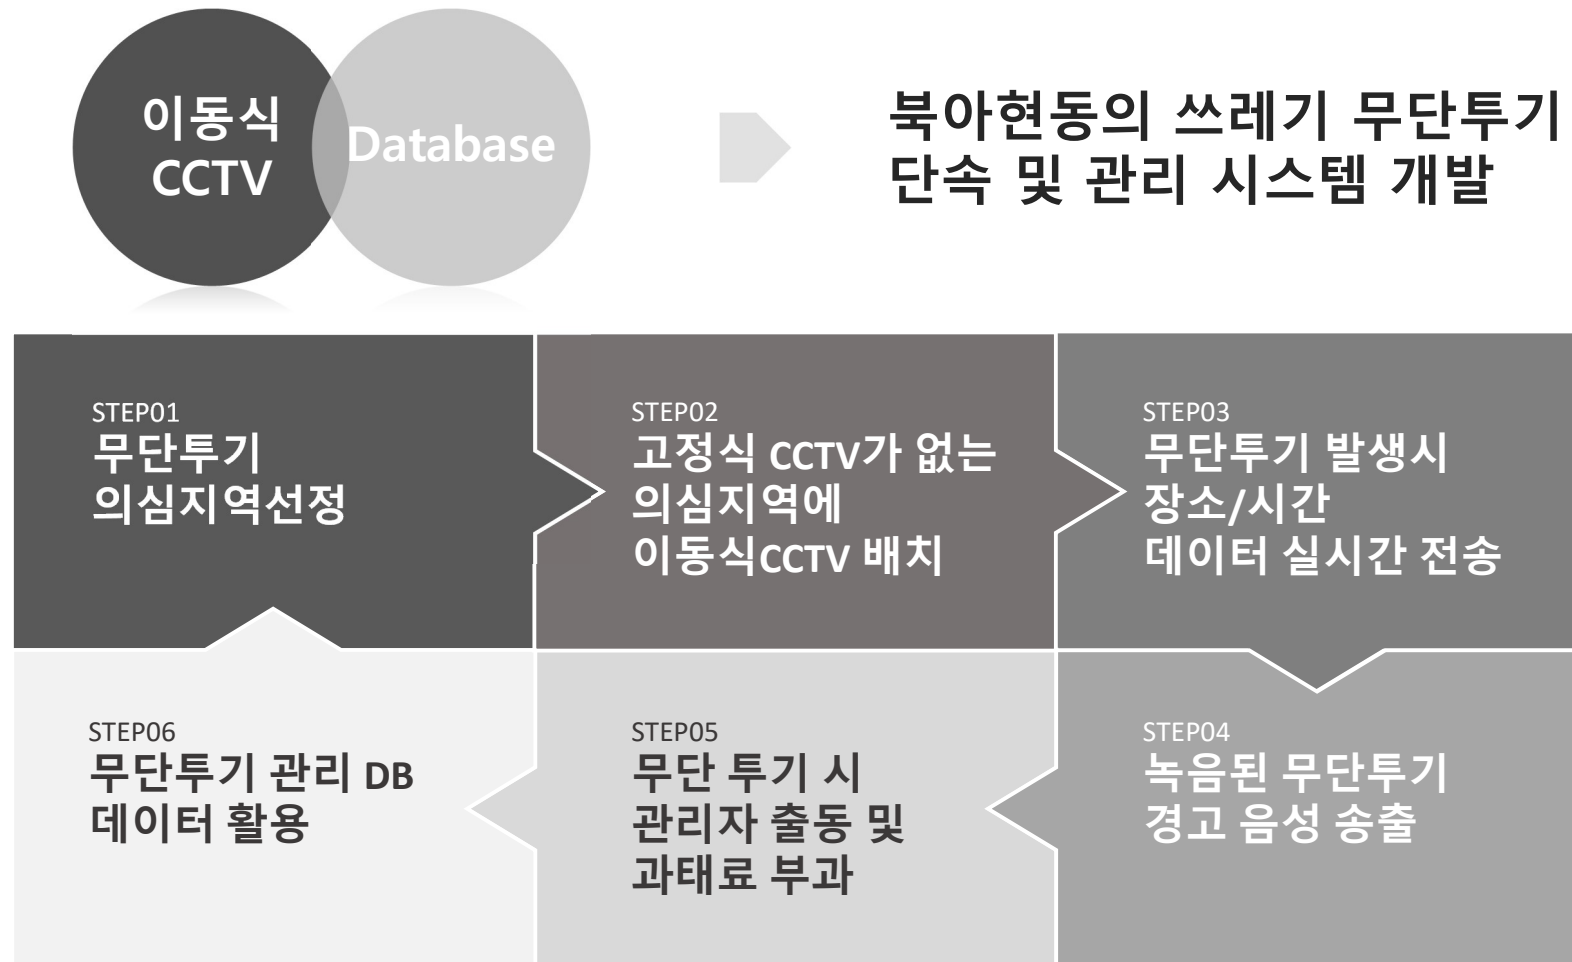 이동식
CCTV
Database
북아현동의 쓰레기 무단투기
단속 및 관리 시스템 개발
STEP01
무단투기
의심지역선정
STEP02
고정식 CCTV가 없는
의심지역에
이동식CCTV 배치
STEP03
무단투기 발생시
장소/시간
데이터 실시간 전송
STEP06
무단투기 관리 DB
데이터 활용
STEP05
무단 투기 시
관리자 출동 및
과태료 부과
STEP04
녹음된 무단투기
경고 음성 송출